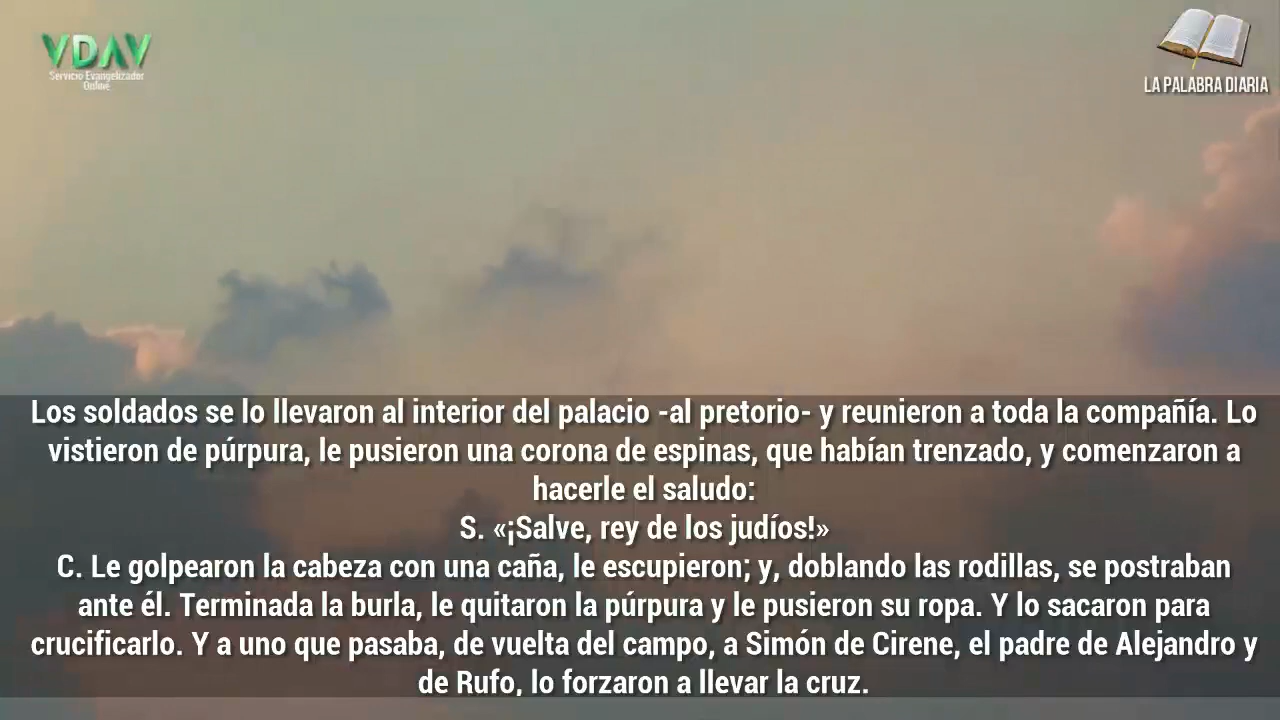 VDAV
Servicio Evangelizador
Online
LA PALABRA DIARIA
Los soldados se lo llevaron al interior del palacio -al pretorio- y reunieron a toda la compañía. Lo
vistieron de púrpura, le pusieron una corona de espinas, que habían trenzado, y comenzaron a
hacerle el saludo:
S. «¡Salve, rey de los judíos!»
C. Le golpearon la cabeza con una caña, le escupieron; y, doblando las rodillas, se postraban
ante él. Terminada la burla, le quitaron la púrpura y le pusieron su ropa. Y lo sacaron para
crucificarlo. Y a uno que pasaba, de vuelta del campo, a Simón de Cirene, el padre de Alejandro y
de Rufo, lo forzaron a llevar la cruz.